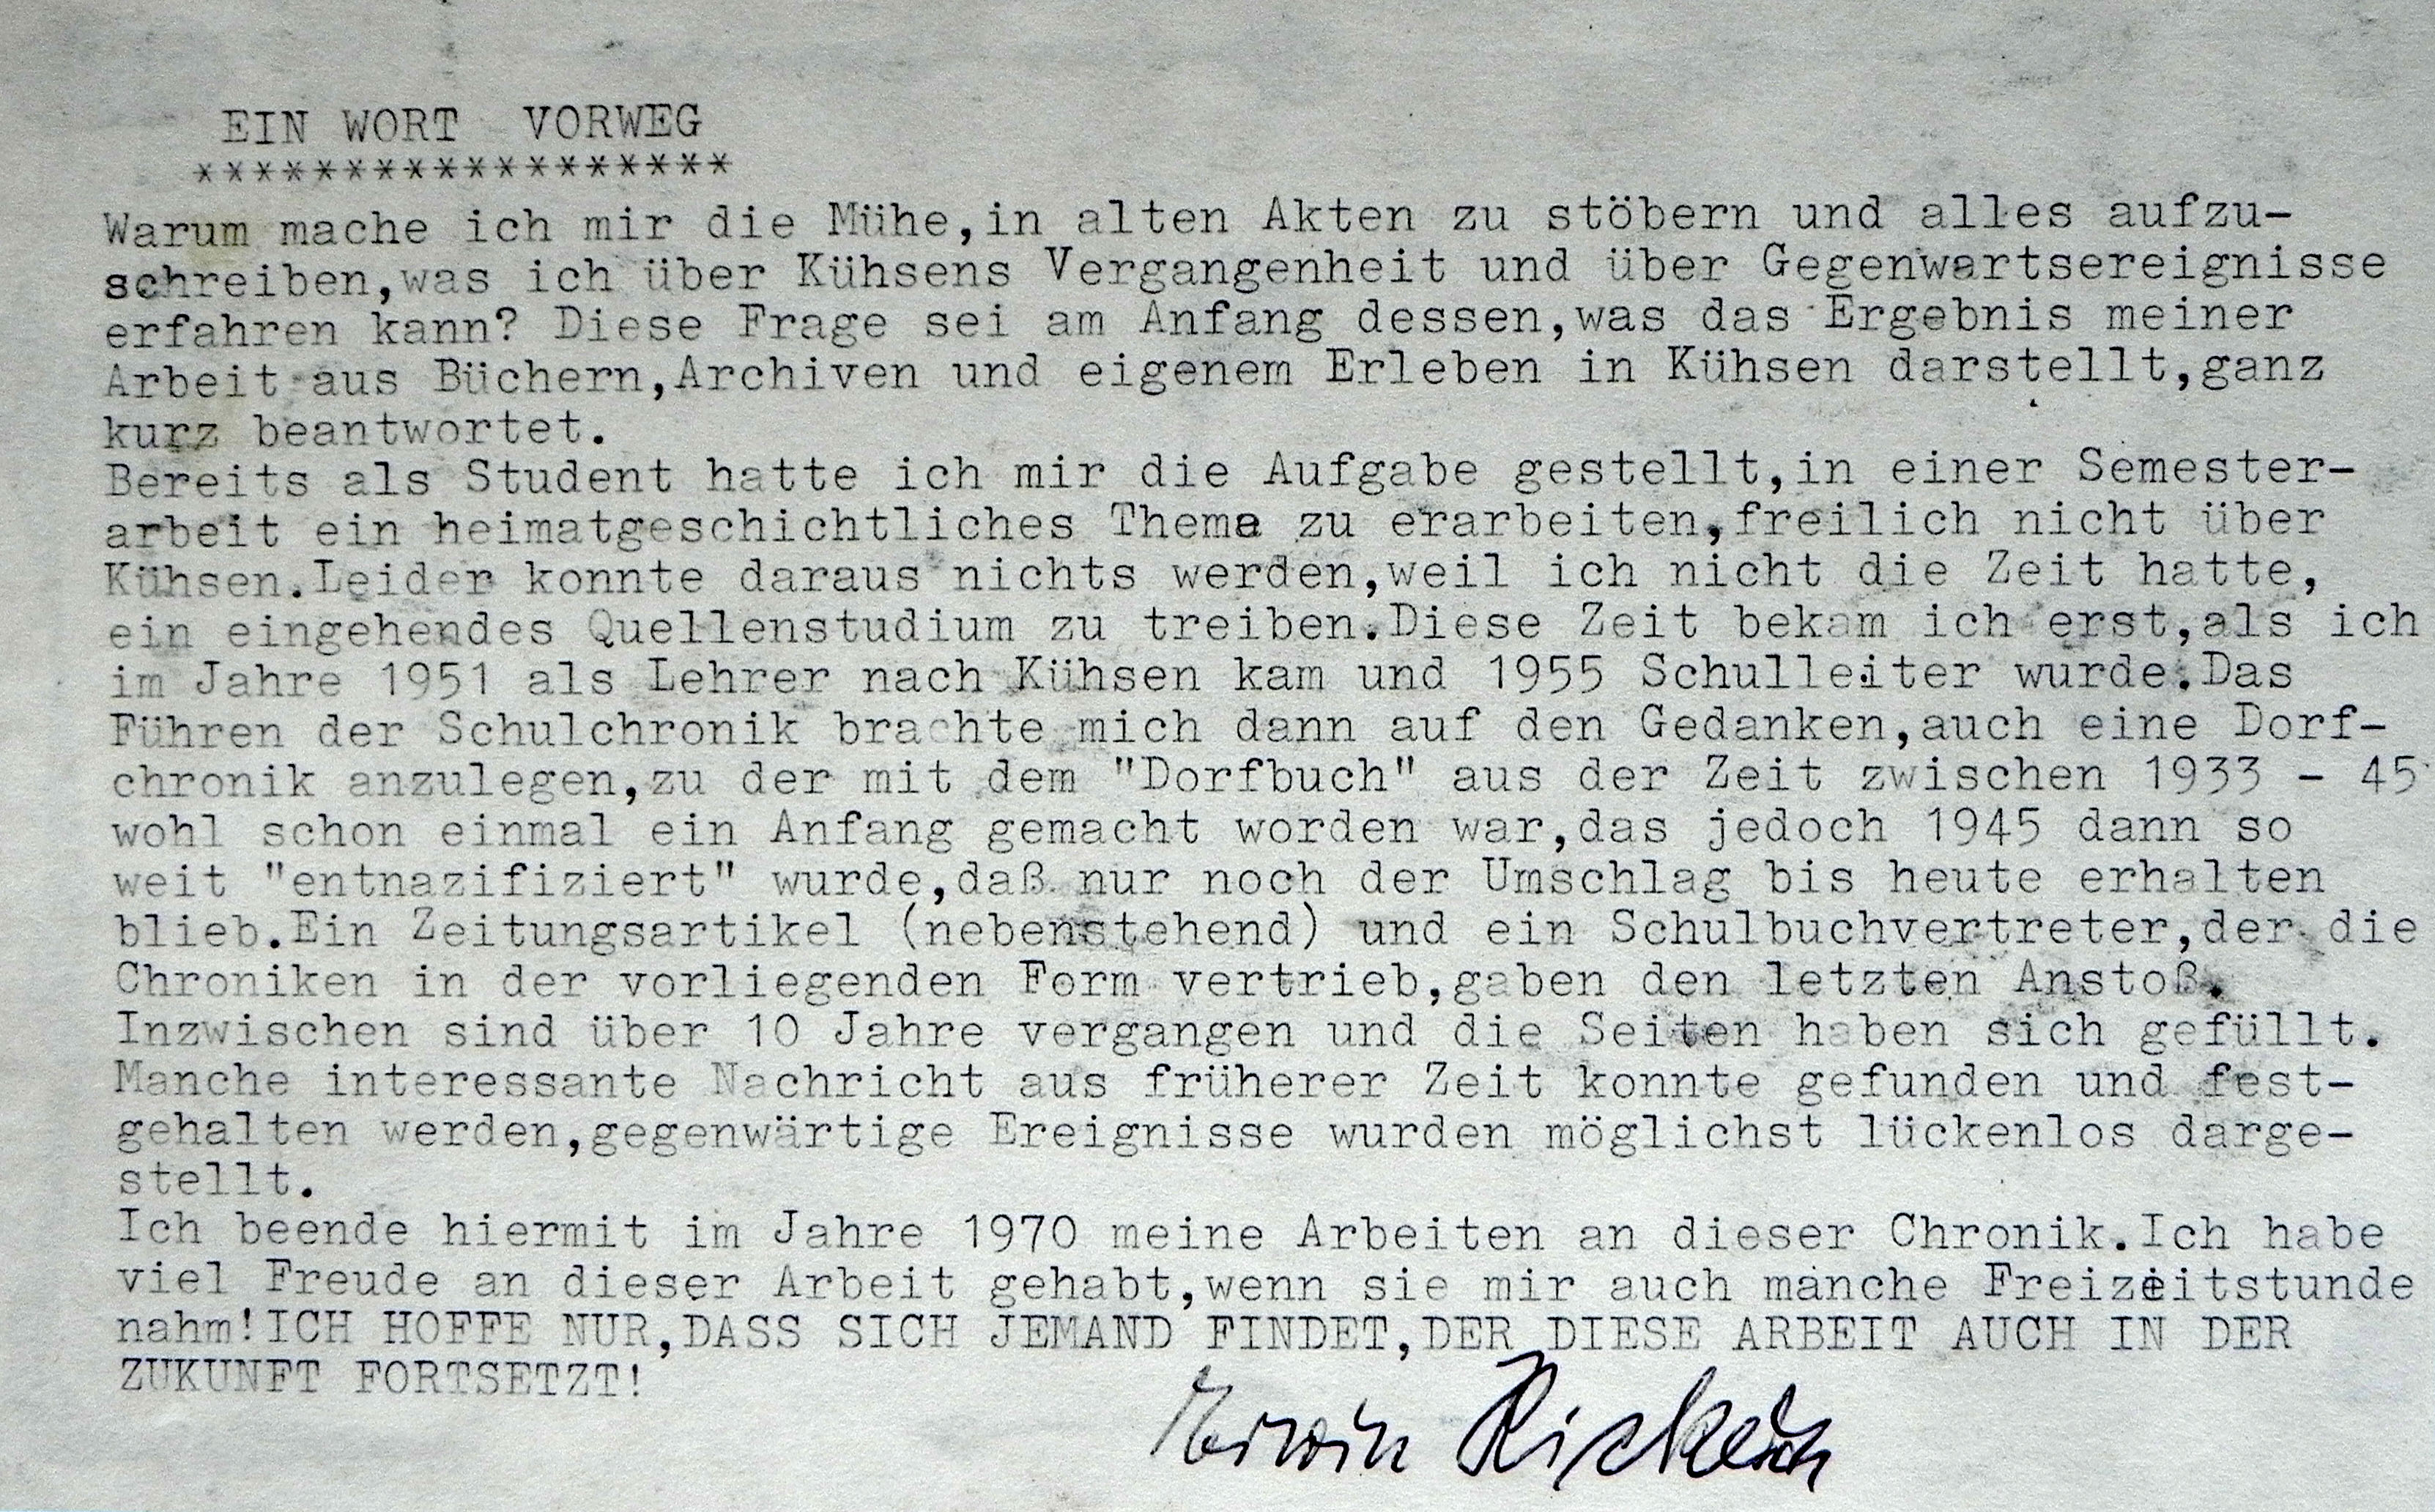 EIN WORT VORWEG
******************
Warum mache ich mir die Mühe,in alten Akten zu stöbern und alles aufzu-
schreiben,was ich über Kühsens Vergangenheit und über Gegenwartsereignisse
erfahren kann? Diese Frage sei am Anfang dessen,was das Ergebnis meiner
Arbeit aus Büchern,Archiven und eigenem Erleben in Kühsen darstellt,ganz
kurz beantwortet.
Bereits als Student hatte ich mir die Aufgabe gestellt,in einer Semester-
arbeit ein heimatgeschichtliches Thema zu erarbeiten,freilich nicht über
Kühsen.Leider konnte daraus nichts werden,weil ich nicht die Zeit hatte,
ein eingehendes Quellenstudium zu treiben.Diese Zeit bekam ich erst,als ich
im Jahre 1951 als Lehrer nach Kühsen kam und 1955 Schulleiter wurde.Das
Führen der Schulchronik brachte mich dann auf den Gedanken,auch eine Dorf-
chronik anzulegen,zu der mit dem "Dorfbuch" aus der Zeit zwischen 1933 - 45
wohl schon einmal ein Anfang gemacht worden war,das jedoch 1945 dann so
weit "entnazifiziert" wurde,daß nur noch der Umschlag bis heute erhalten
blieb.Ein Zeitungsartikel (nebenstehend) und ein Schulbuchvertreter,der die
Chroniken in der vorliegenden Form vertrieb,gaben den letzten Anstoß.
Inzwischen sind über 10 Jahre vergangen und die Seiten haben sich gefüllt.
Manche interessante Nachricht aus früherer Zeit konnte gefunden und fest-
gehalten werden,gegenwärtige Ereignisse wurden möglichst lückenlos darge-
stellt.
Ich beende hiermit im Jahre 1970 meine Arbeiten an dieser Chronik.Ich habe
viel Freude an dieser Arbeit gehabt,wenn sie mir auch manche Freizeitstunde
nahm!ICH HOFFE NUR,DASS SICH JEMAND FINDET,DER DIESE ARBEIT AUCH IN DER
ZUKUNFT FORTSETZT!